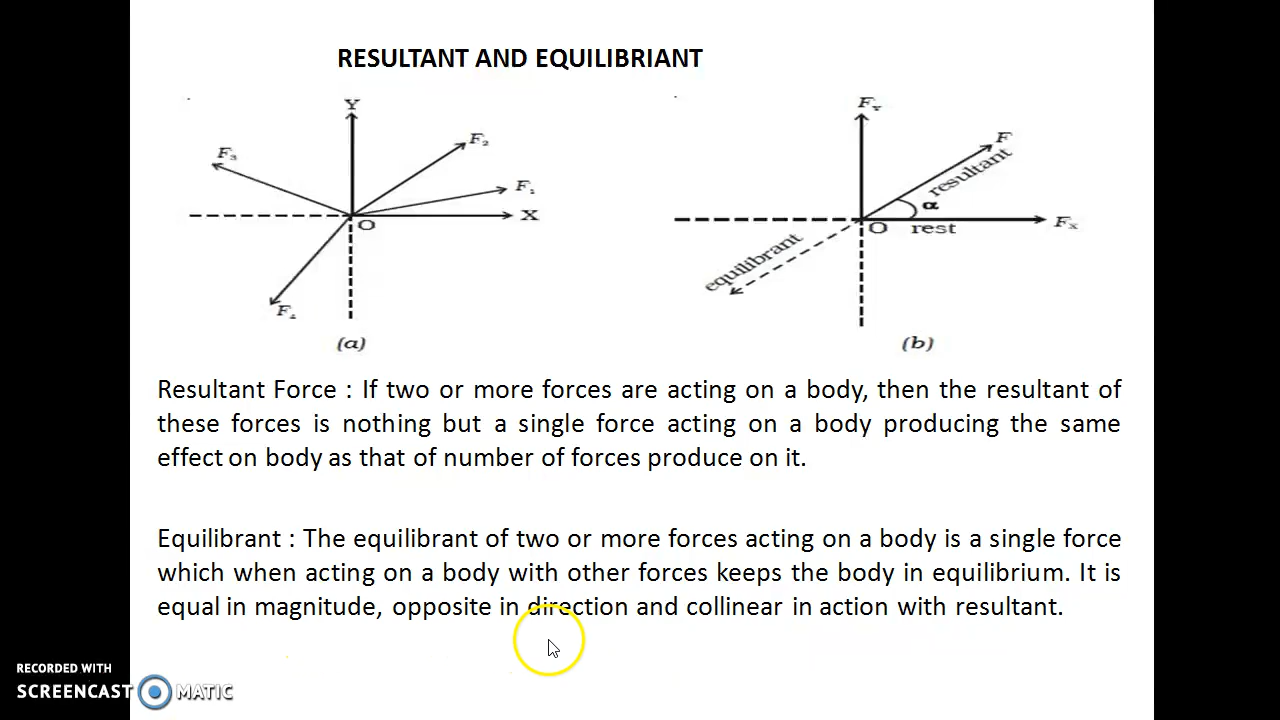 RESULTANT AND EQUILIBRIANT
Y
F₂
F₃
F₁
X
O
F₄
(a)
Fᵧ
F
resultant
α
O
rest
Fₓ
equilibrant
(b)
Resultant Force : If two or more forces are acting on a body, then the resultant of
these forces is nothing but a single force acting on a body producing the same
effect on body as that of number of forces produce on it.
Equilibrant : The equilibrant of two or more forces acting on a body is a single force
which when acting on a body with other forces keeps the body in equilibrium. It is
equal in magnitude, opposite in direction and collinear in action with resultant.
RECORDED WITH
SCREENCAST MATIC